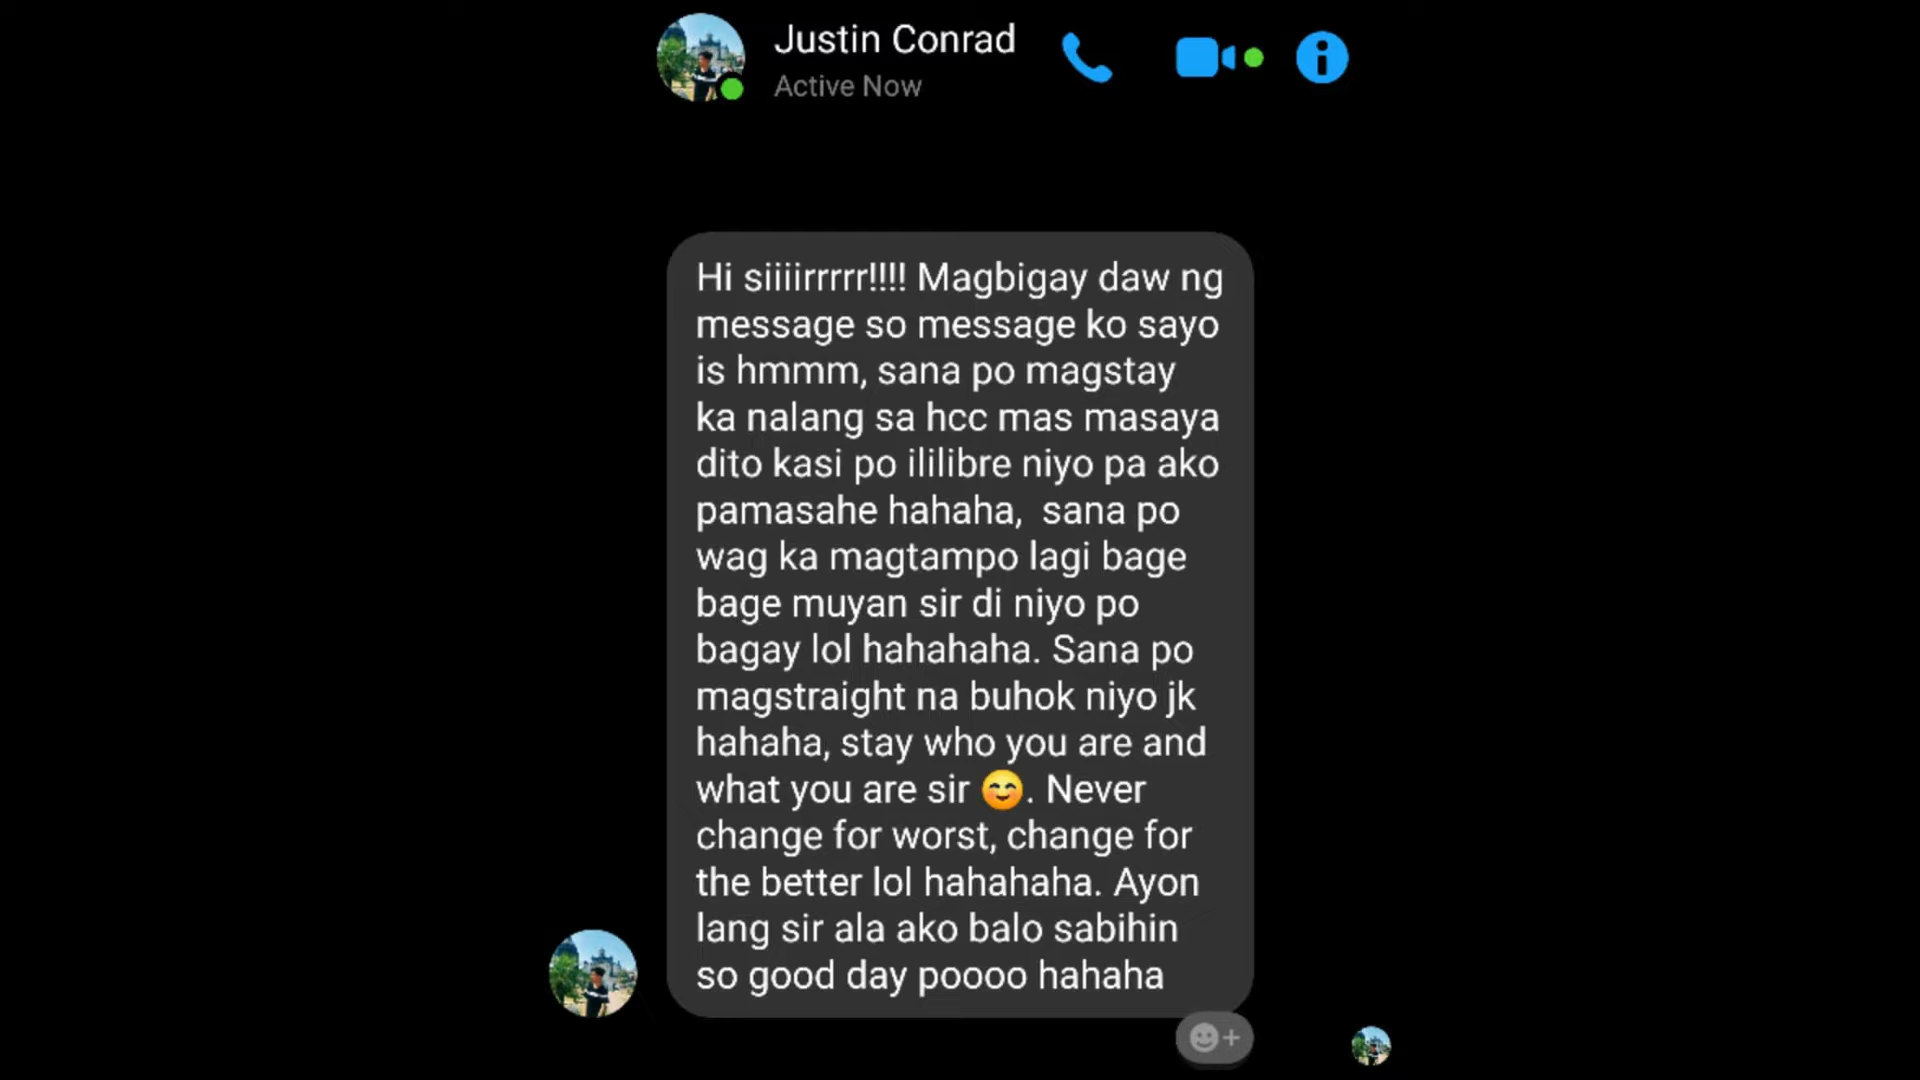 Justin Conrad
Active Now
Hi siiiirrrrr!!!! Magbigay daw ng
message so message ko sayo
is hmmm, sana po magstay
ka nalang sa hcc mas masaya
dito kasi po ililibre niyo pa ako
pamasahe hahaha,  sana po
wag ka magtampo lagi bage
bage muyan sir di niyo po
bagay lol hahahaha. Sana po
magstraight na buhok niyo jk
hahaha, stay who you are and
what you are sir 😊. Never
change for worst, change for
the better lol hahahaha. Ayon
lang sir ala ako balo sabihin
so good day poooo hahaha